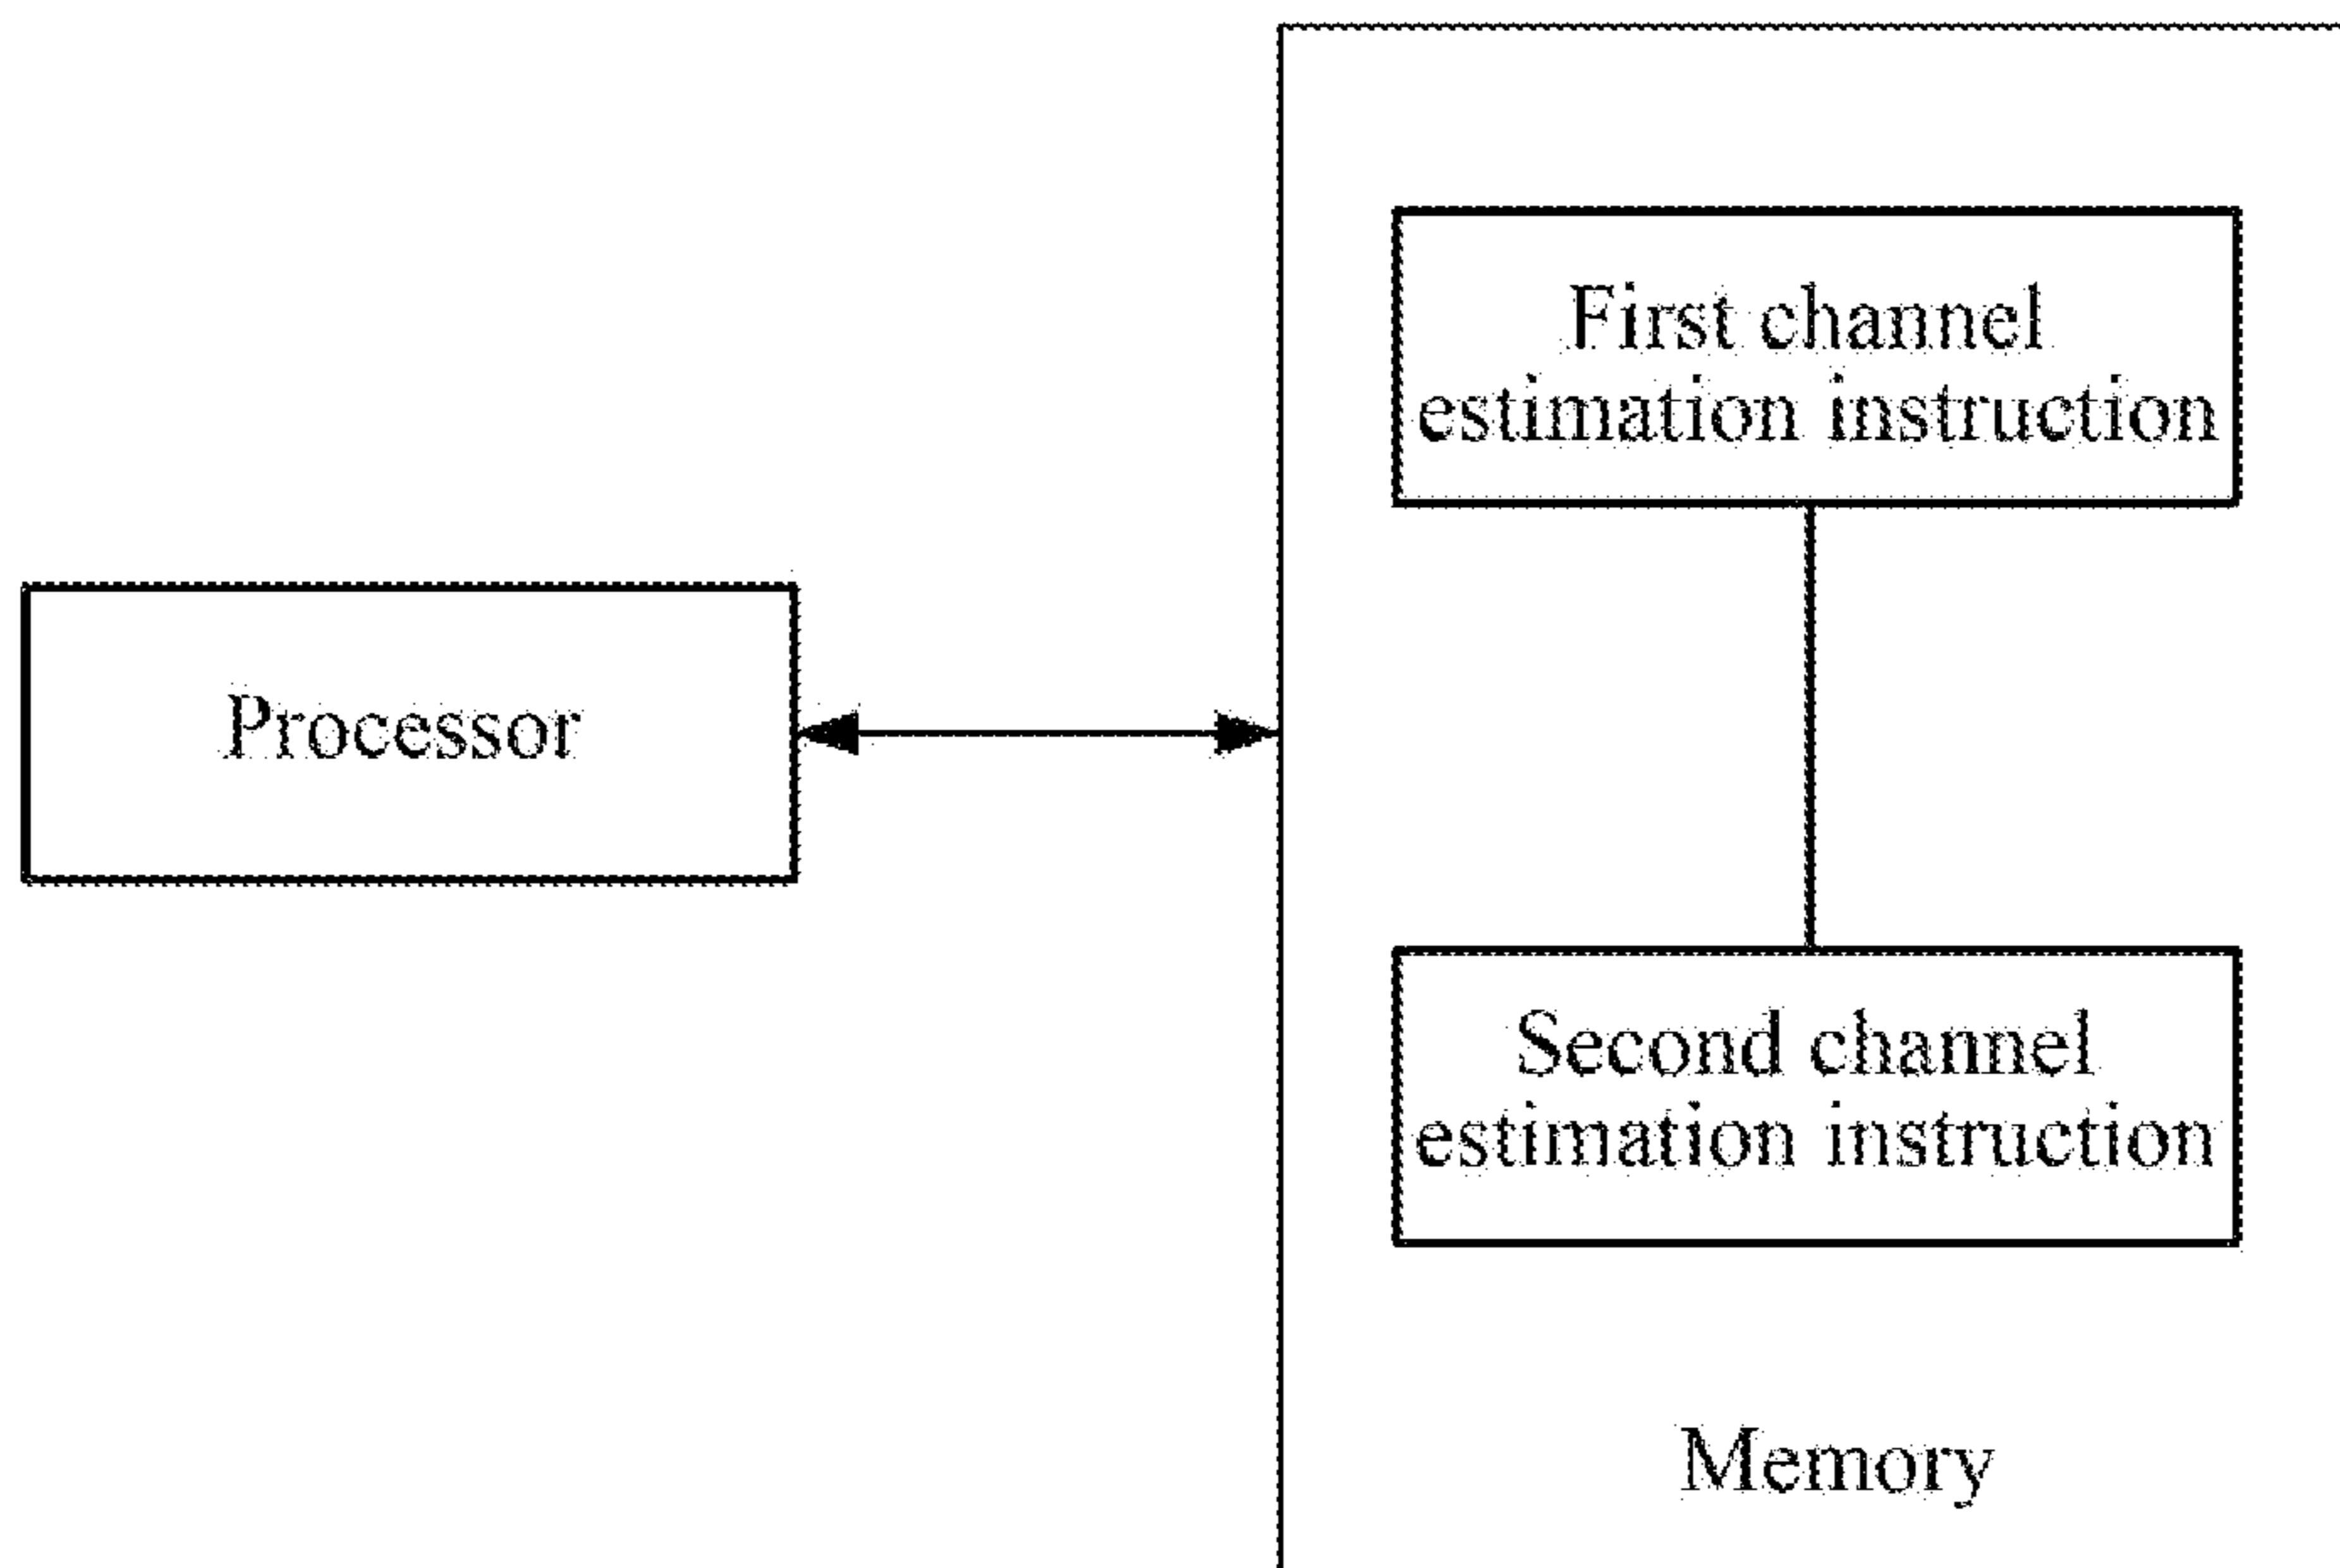 First channel
estimation instruction
Processor
Second channel
estimation instruction
Memory